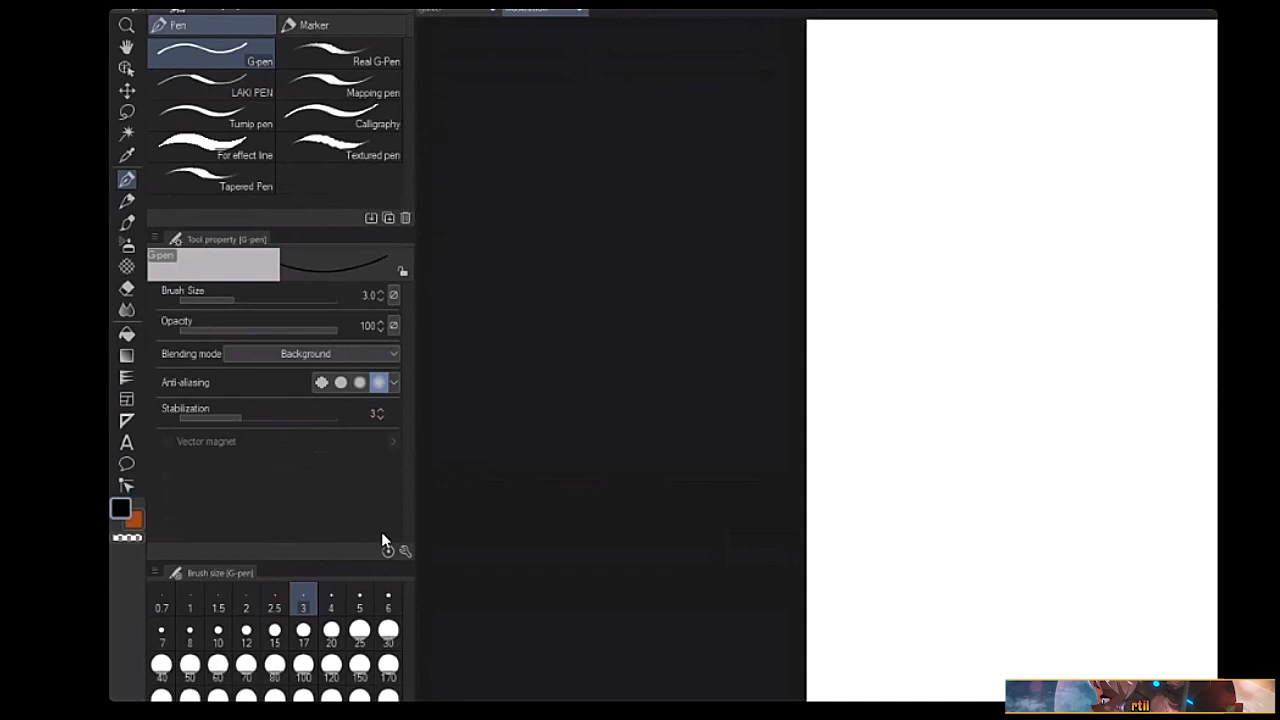 Pen
Marker
G-pen
Real G-Pen
LAKI PEN
Mapping pen
Turnip pen
Calligraphy
For effect line
Textured pen
Tapered Pen
Tool property [G-pen]
G-pen
Brush Size
3.0
Opacity
100
Blending mode
Background
Anti-aliasing
Stabilization
3
Vector magnet
Brush size [G-pen]
0.7 1 1.5 2 2.5 3 4 5 6
7 8 10 12 15 17 20 25 30
40 50 60 70 80 100 120 150 170
rtil